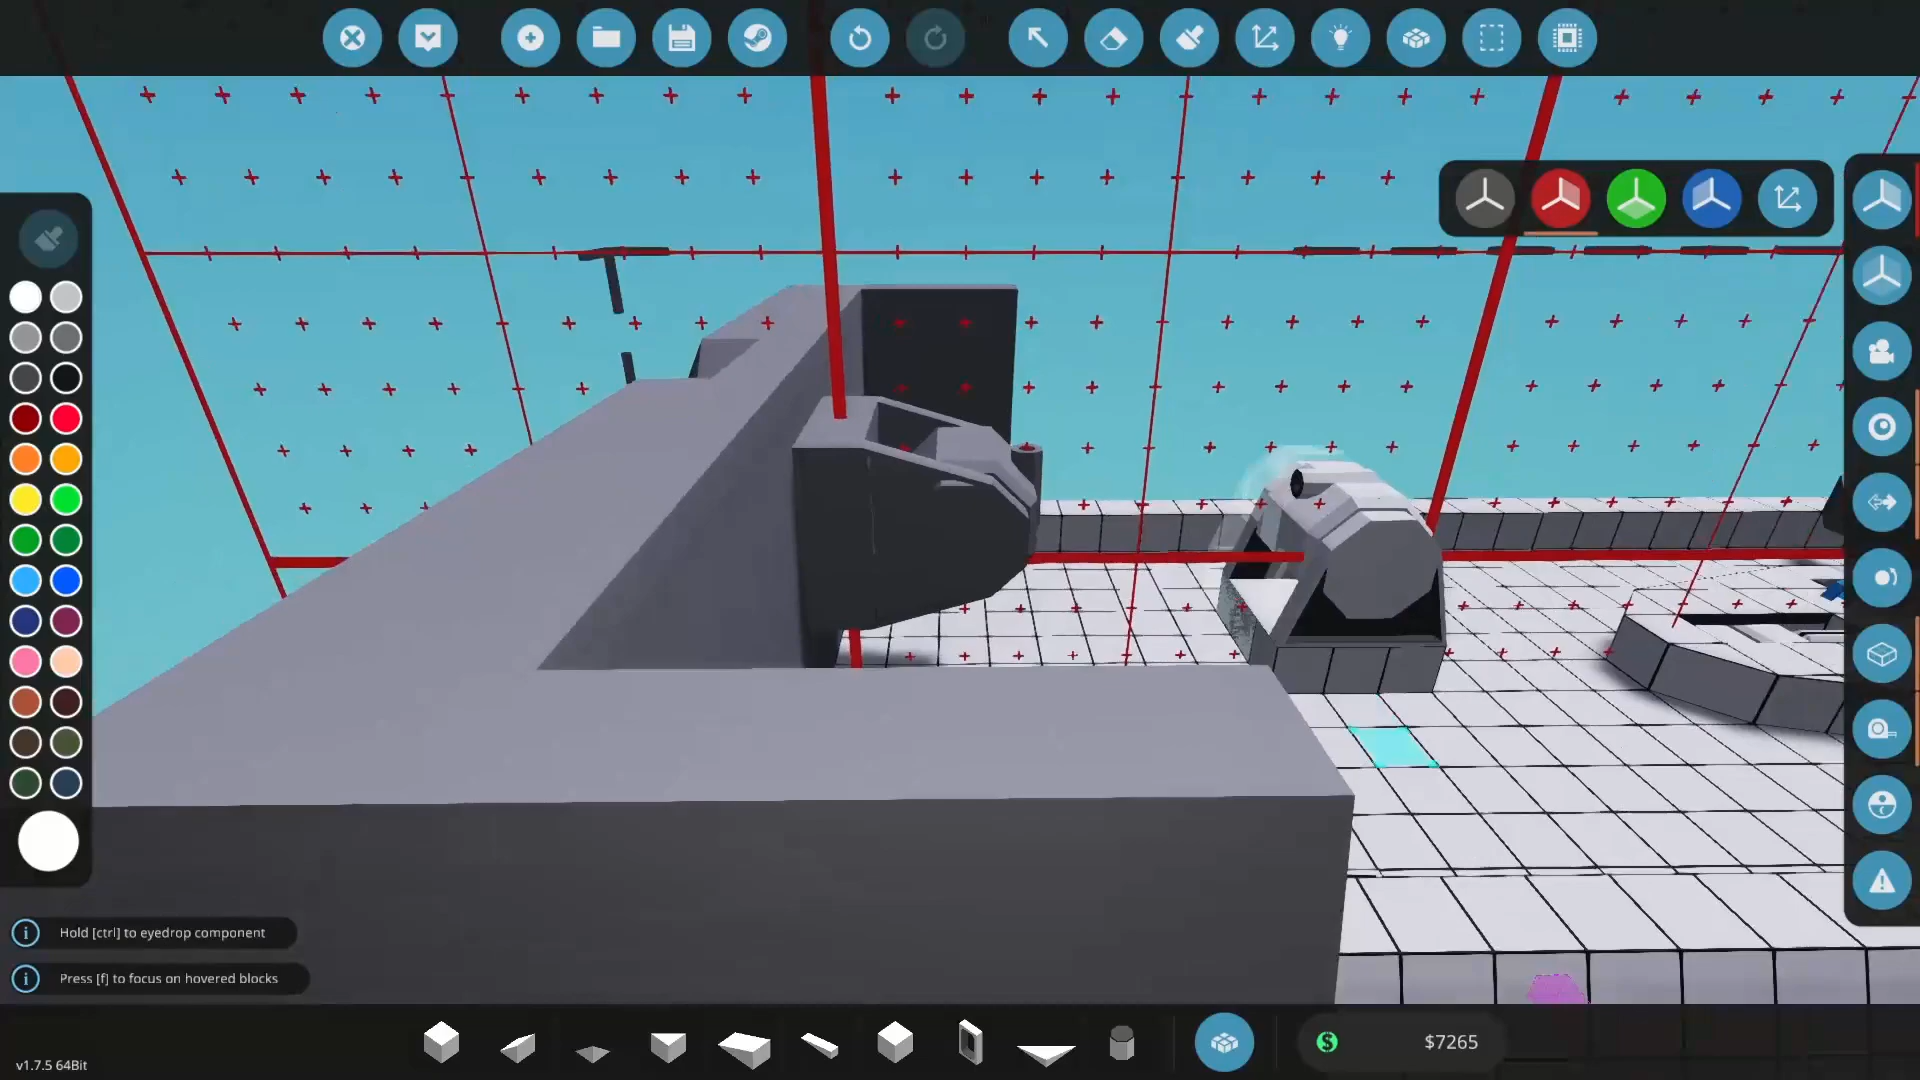 Hold [ctrl] to eyedrop component
Press [f] to focus on hovered blocks
$7265
v1.7.5 64Bit